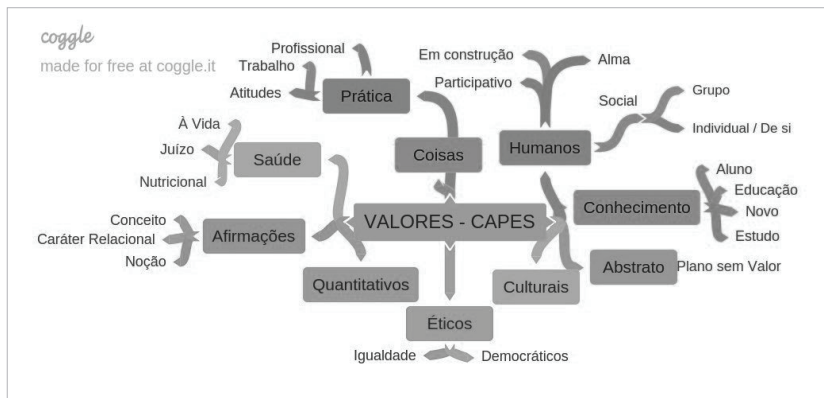 coggle
made for free at coggle.it
Profissional
Trabalho
Atitudes
Prática
Em construção
Participativo
Alma
Social
Grupo
Individual / De si
À Vida
Juízo
Nutricional
Saúde
Coisas
Humanos
Aluno
Educação
Novo
Estudo
Conhecimento
Conceito
Caráter Relacional
Noção
Afirmações
VALORES - CAPES
Abstrato
Plano sem Valor
Quantitativos
Culturais
Éticos
Igualdade
Democráticos